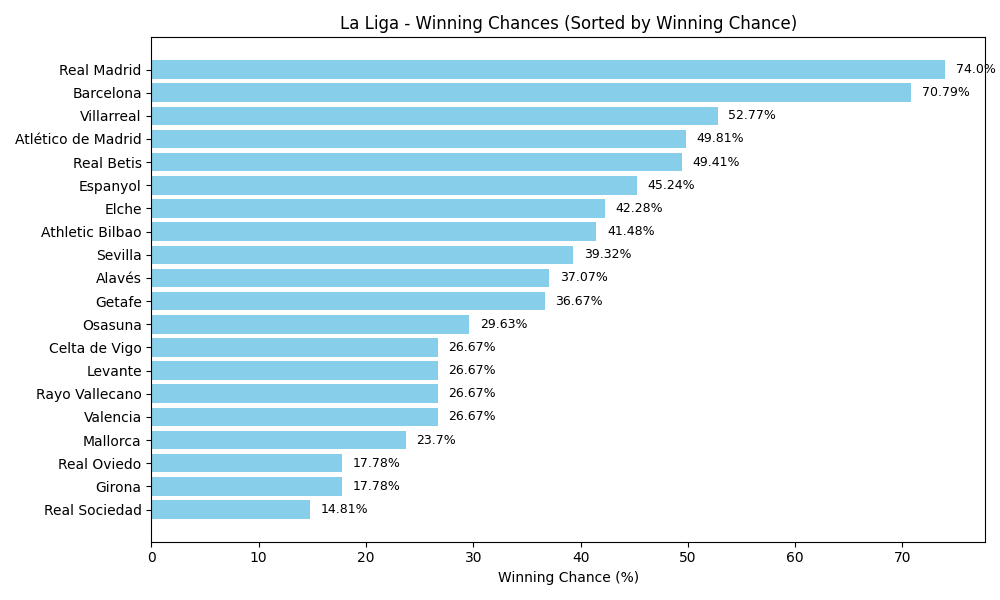 La Liga - Winning Chances (Sorted by Winning Chance)
Real Madrid 74.0%
Barcelona 70.79%
Villarreal 52.77%
Atlético de Madrid 49.81%
Real Betis 49.41%
Espanyol 45.24%
Elche 42.28%
Athletic Bilbao 41.48%
Sevilla 39.32%
Alavés 37.07%
Getafe 36.67%
Osasuna 29.63%
Celta de Vigo 26.67%
Levante 26.67%
Rayo Vallecano 26.67%
Valencia 26.67%
Mallorca 23.7%
Real Oviedo 17.78%
Girona 17.78%
Real Sociedad 14.81%
0 10 20 30 40 50 60 70
Winning Chance (%)